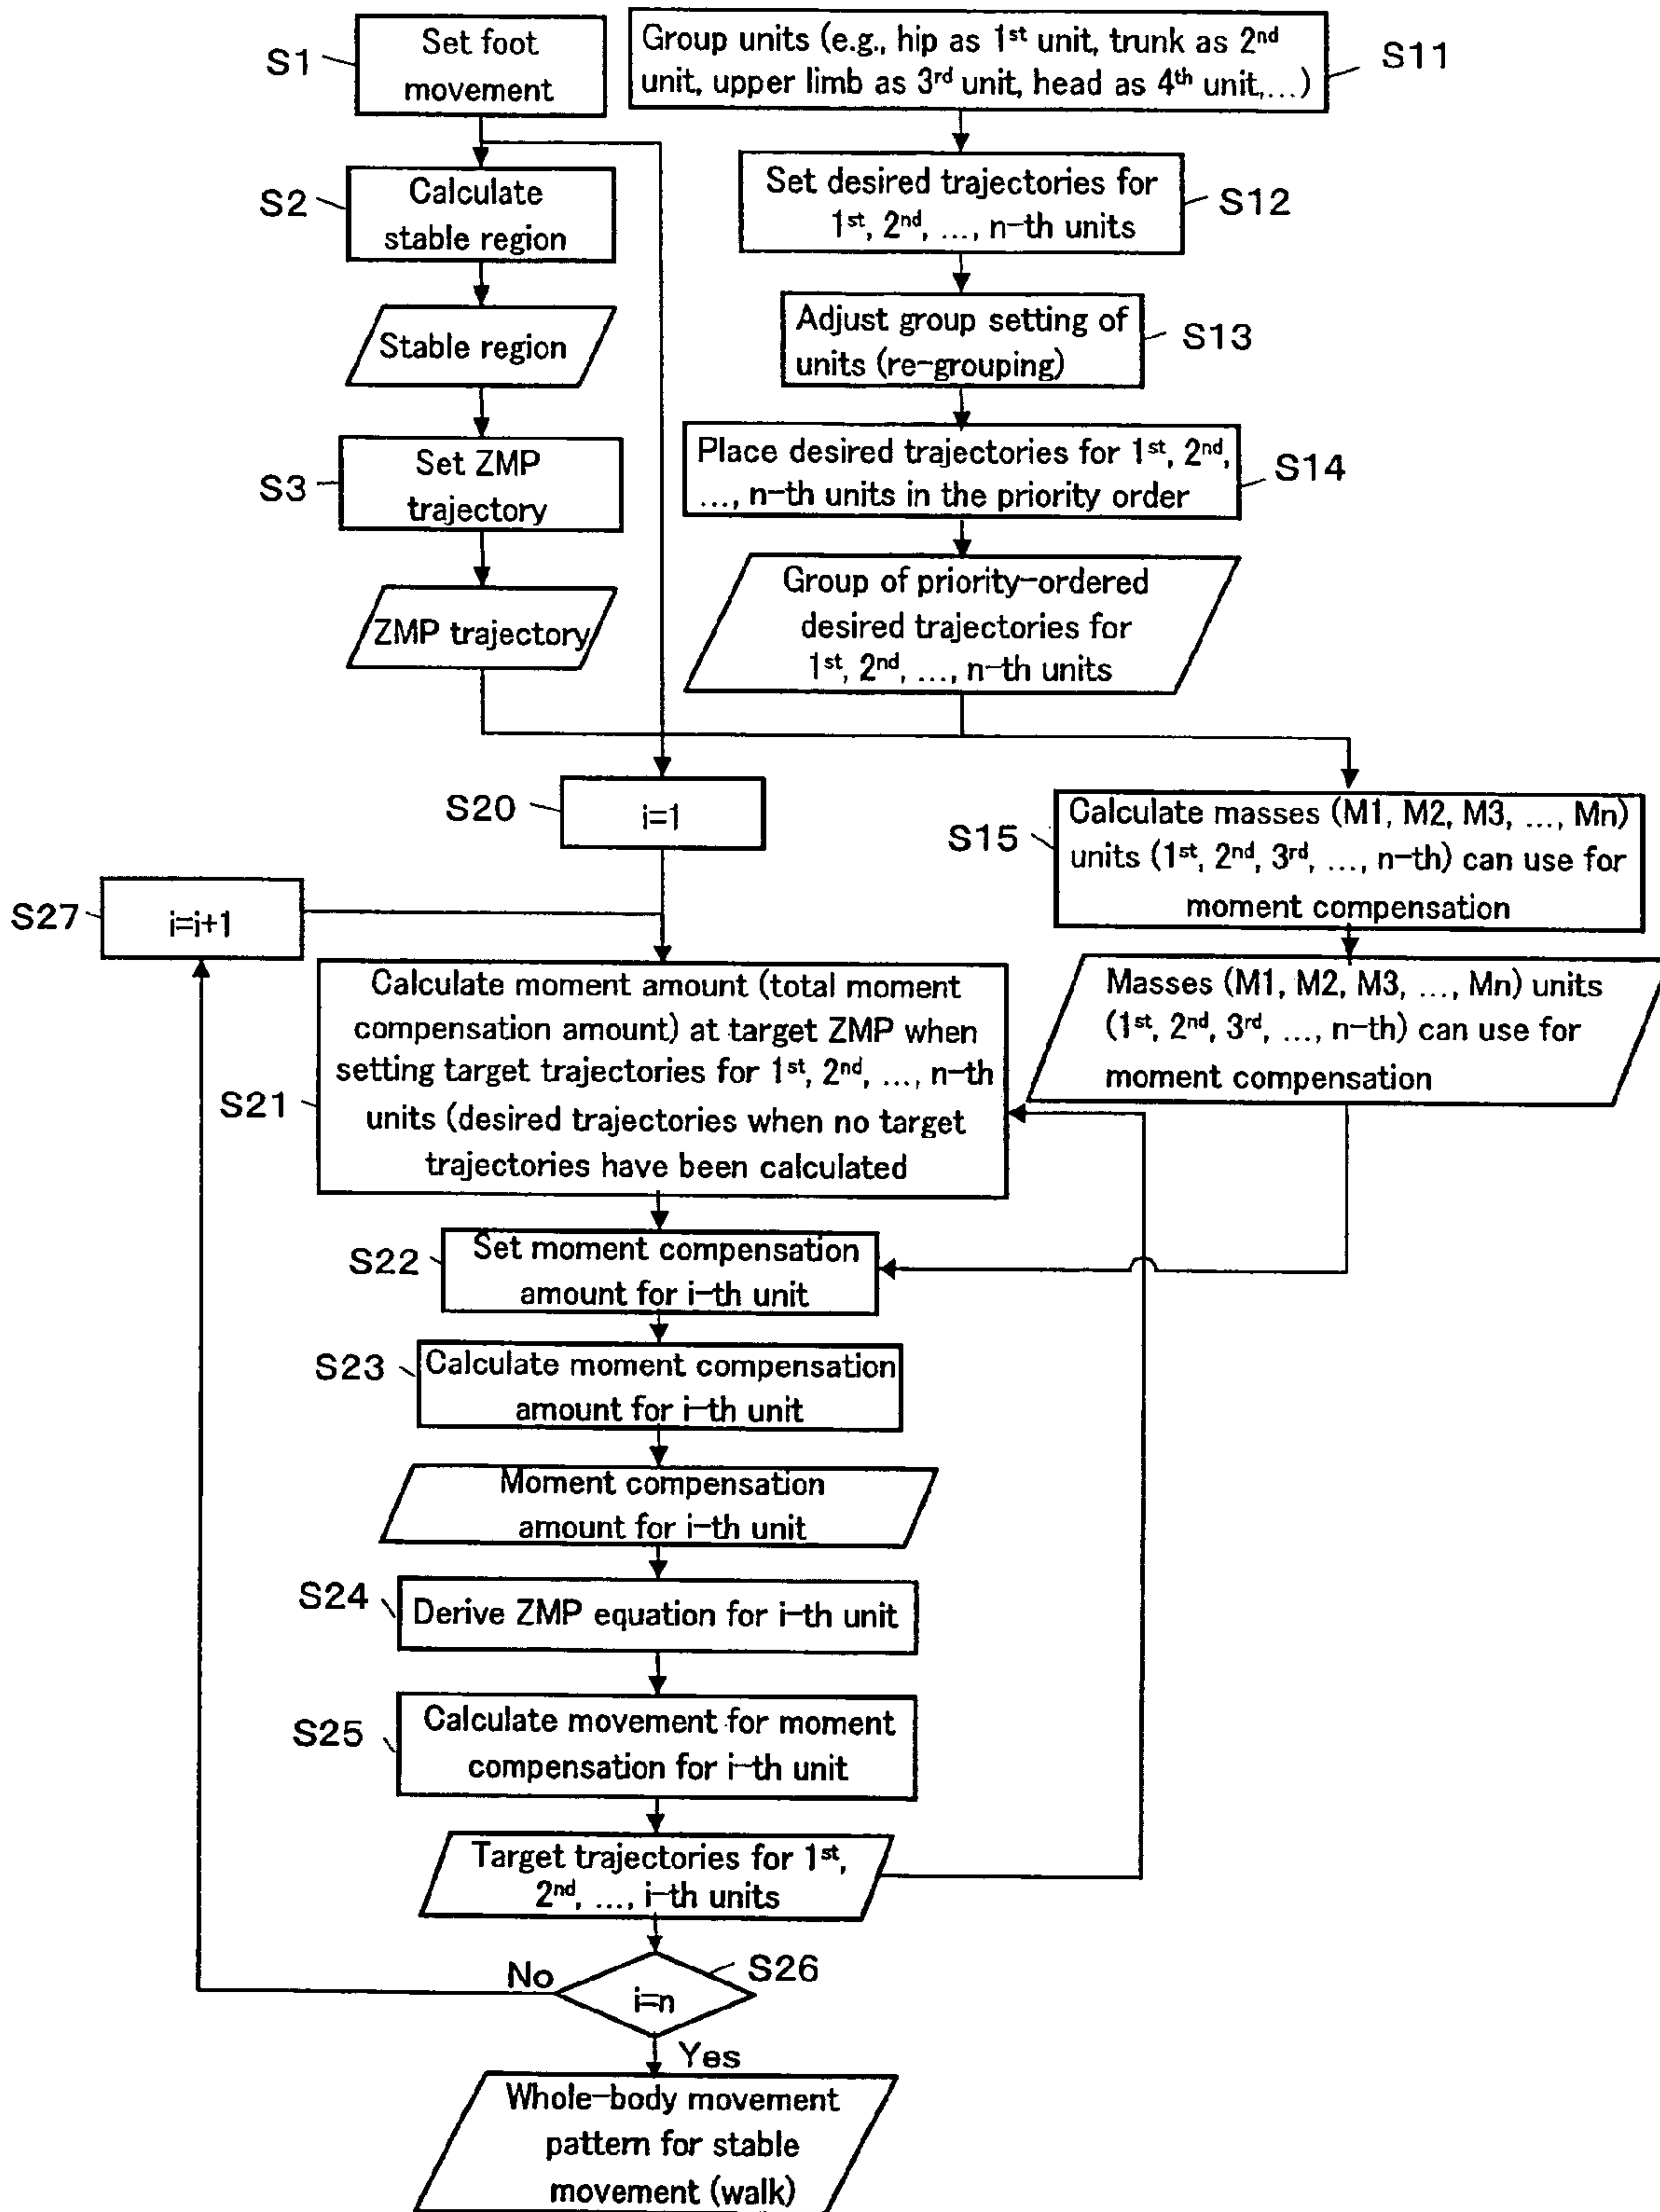 S1
Set foot
movement
Group units (e.g., hip as 1st unit, trunk as 2nd
unit, upper limb as 3rd unit, head as 4th unit,...)
S11
S2
Calculate
stable region
Set desired trajectories for
1st, 2nd, ..., n-th units
S12
Stable region
Adjust group setting of
units (re-grouping)
S13
S3
Set ZMP
trajectory
Place desired trajectories for 1st, 2nd,
..., n-th units in the priority order
S14
ZMP trajectory
Group of priority-ordered
desired trajectories for
1st, 2nd, ..., n-th units
S20
i=1
S15
Calculate masses (M1, M2, M3, ..., Mn)
units (1st, 2nd, 3rd, ..., n-th) can use for
moment compensation
S27
i=i+1
Masses (M1, M2, M3, ..., Mn) units
(1st, 2nd, 3rd, ..., n-th) can use for
moment compensation
S21
Calculate moment amount (total moment
compensation amount) at target ZMP when
setting target trajectories for 1st, 2nd, ..., n-th
units (desired trajectories when no target
trajectories have been calculated
S22
Set moment compensation
amount for i-th unit
S23
Calculate moment compensation
amount for i-th unit
Moment compensation
amount for i-th unit
S24
Derive ZMP equation for i-th unit
S25
Calculate movement for moment
compensation for i-th unit
Target trajectories for 1st,
2nd, ..., i-th units
No
S26
i=n
Yes
Whole-body movement
pattern for stable
movement (walk)